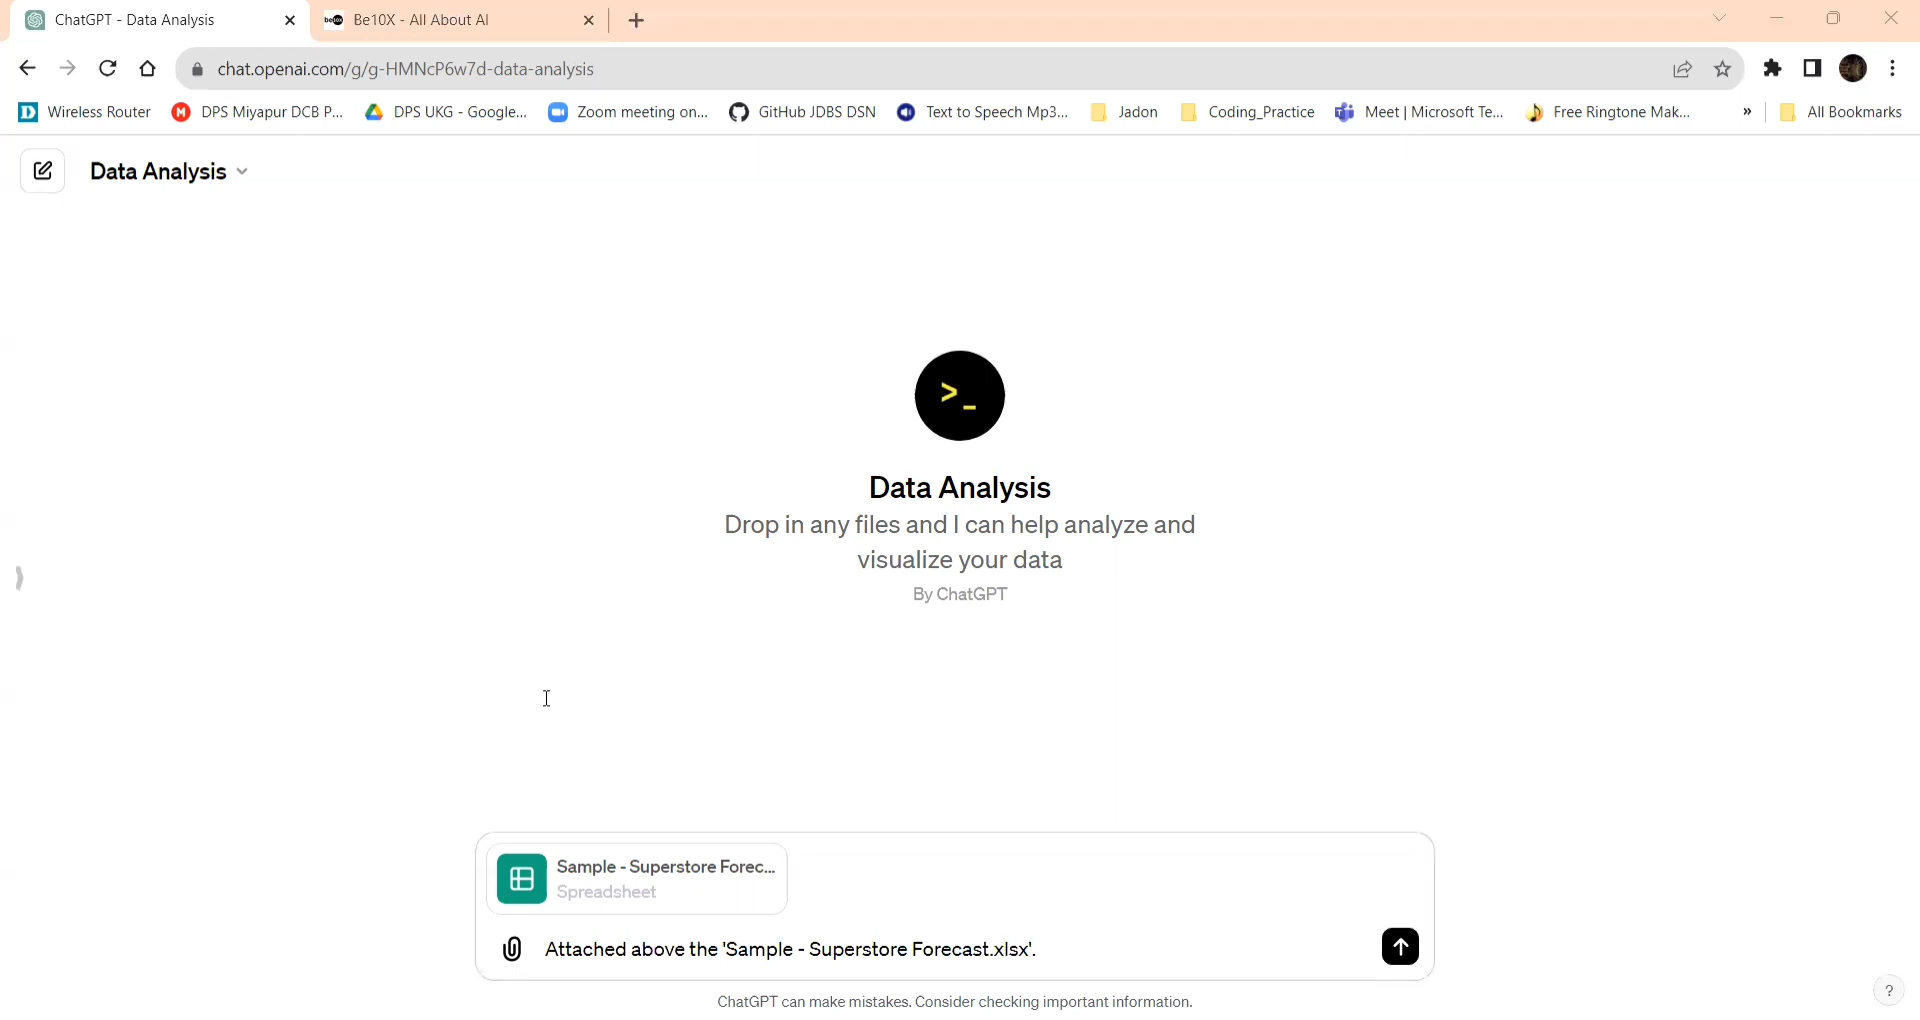 ChatGPT - Data Analysis
be10x Be10X - All About AI
chat.openai.com/g/g-HMNcP6w7d-data-analysis
D Wireless Router M DPS Miyapur DCB P... DPS UKG - Google... Zoom meeting on... GitHub JDBS DSN Text to Speech Mp3... Jadon Coding_Practice Meet | Microsoft Te... Free Ringtone Mak... » All Bookmarks
Data Analysis
>_
Data Analysis
Drop in any files and I can help analyze and
visualize your data
By ChatGPT
Sample - Superstore Forec...
Spreadsheet
Attached above the 'Sample - Superstore Forecast.xlsx'.
ChatGPT can make mistakes. Consider checking important information.
?